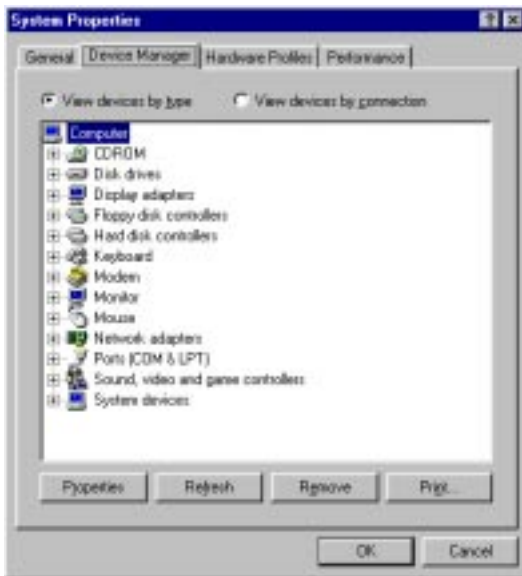 System Properties
General Device Manager Hardware Profiles Performance
View devices by type View devices by connection
Computer
CDROM
Disk drives
Display adapters
Floppy disk controllers
Hard disk controllers
Keyboard
Modem
Monitor
Mouse
Network adapters
Ports (COM & LPT)
Sound, video and game controllers
System devices
Properties Refresh Remove Print...
OK Cancel